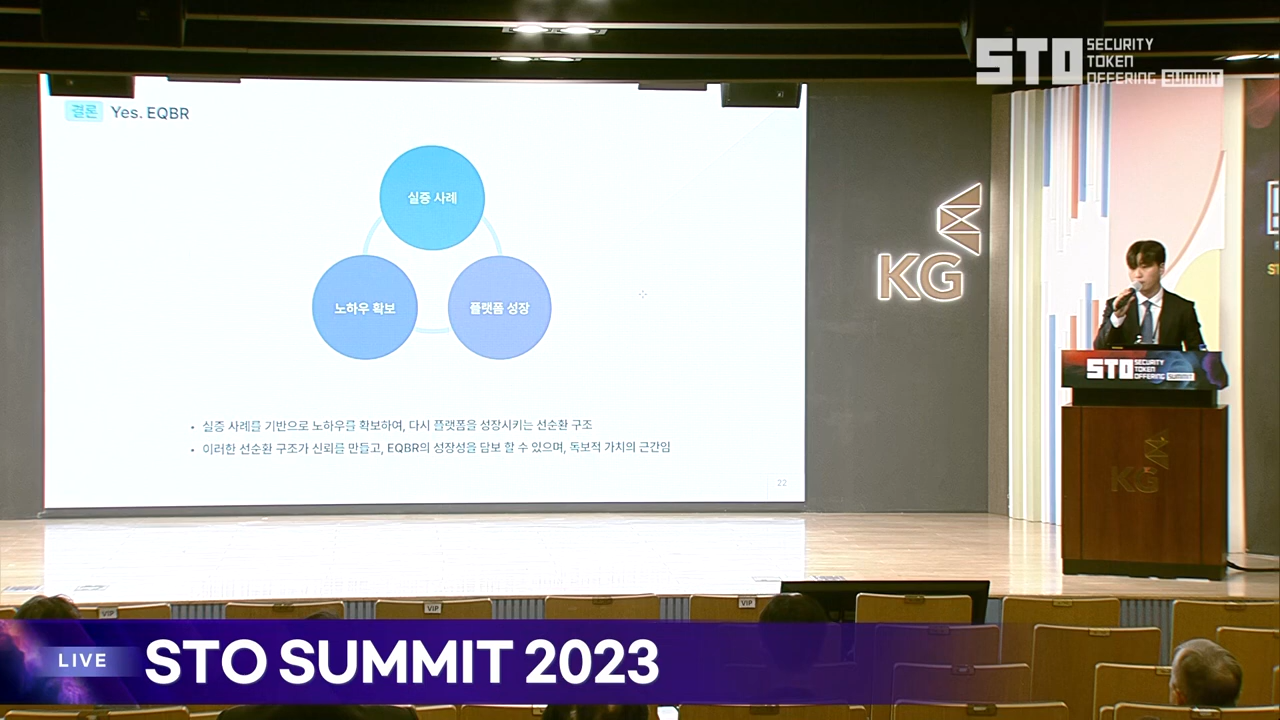 STO SECURITY
TOKEN
OFFERING SUMMIT
결론 Yes. EQBR
실증 사례
노하우 확보
플랫폼 성장
• 실증 사례를 기반으로 노하우를 확보하여, 다시 플랫폼을 성장시키는 선순환 구조
• 이러한 선순환 구조가 신뢰를 만들고, EQBR의 성장성을 담보 할 수 있으며, 독보적 가치의 근간임
22
KG
STO SECURITY
TOKEN
OFFERING SUMMIT
KG
VIP
VIP
VIP
LIVE
STO SUMMIT 2023